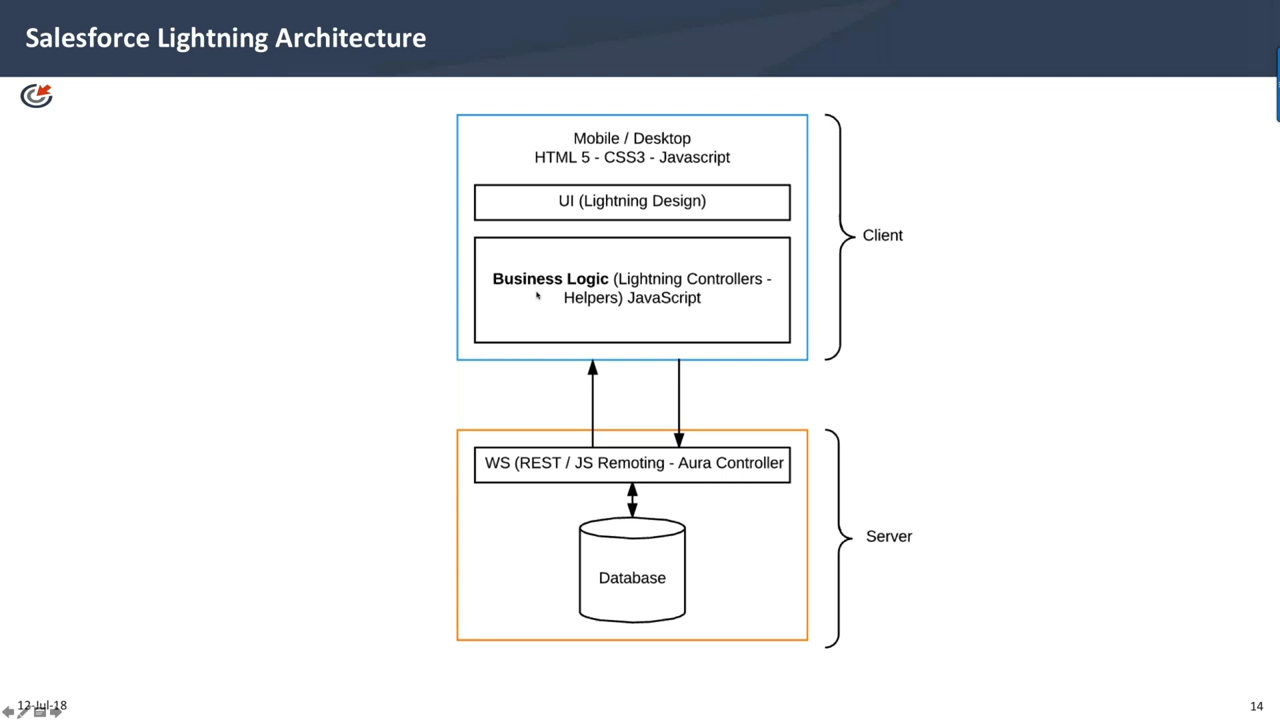 Salesforce Lightning Architecture
Mobile / Desktop
HTML 5 - CSS3 - Javascript
UI (Lightning Design)
Business Logic (Lightning Controllers -
Helpers) JavaScript
Client
WS (REST / JS Remoting - Aura Controller
Database
Server
12-Jul-18
14